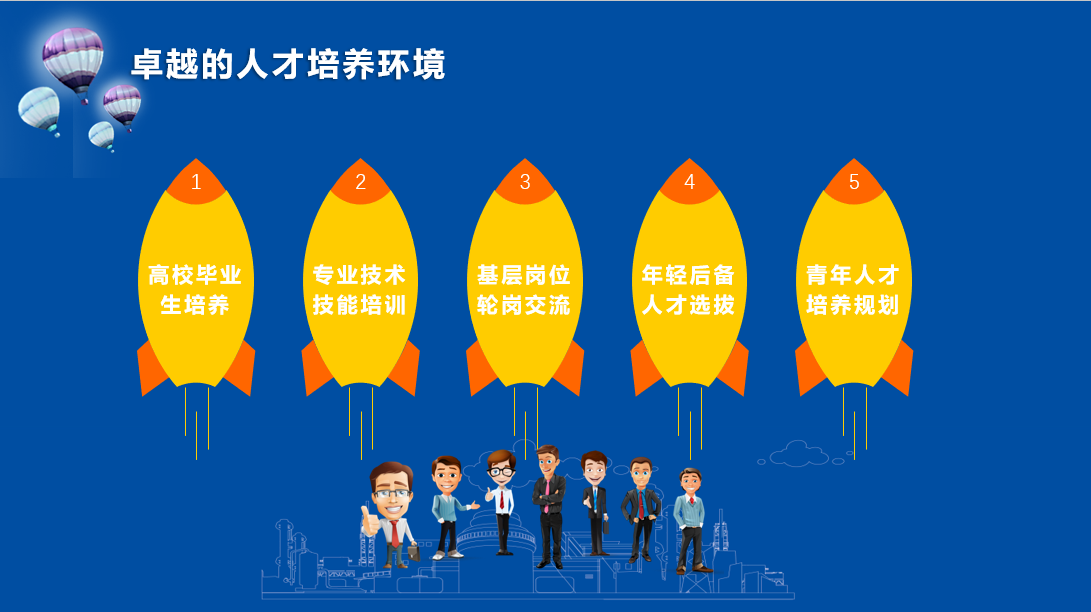 卓越的人才培养环境
1
高校毕业
生培养
2
专业技术
技能培训
3
基层岗位
轮岗交流
4
年轻后备
人才选拔
5
青年人才
培养规划